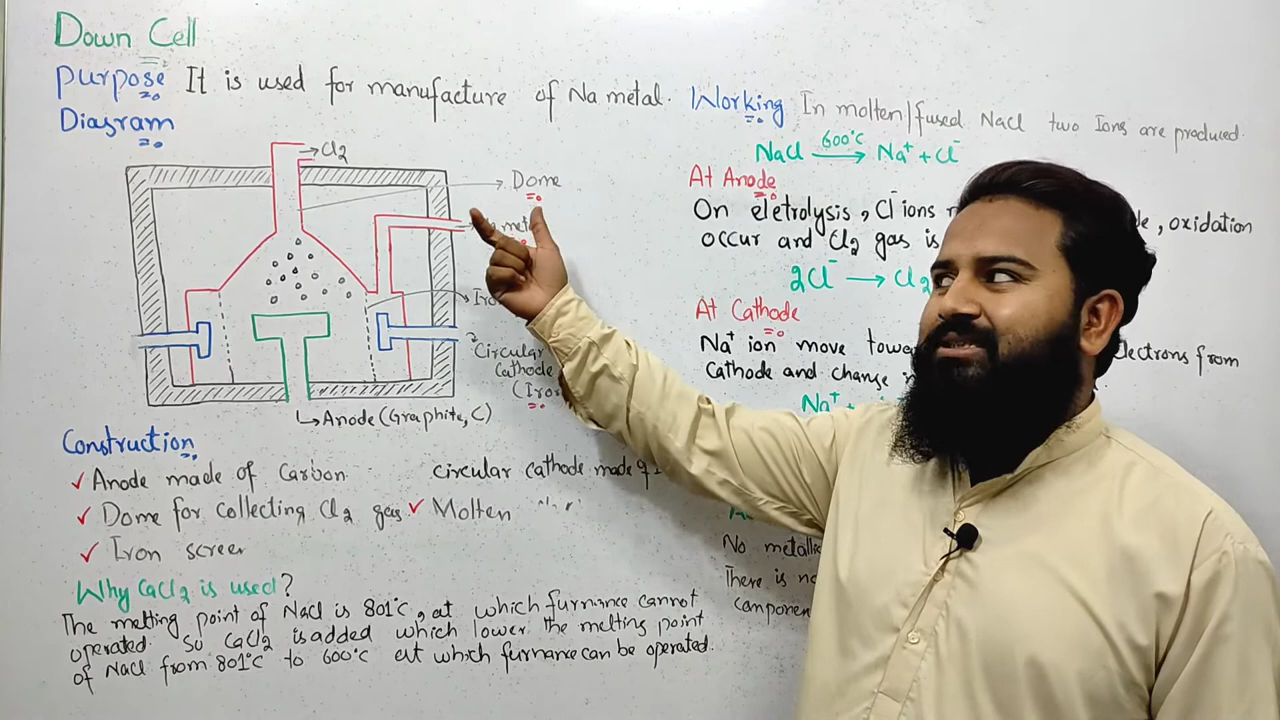 Down Cell
Purpose It is used for manufacture of Na metal.
Diagram
Cl2
Dome
Circular
Cathode
(Iron
Anode (Graphite, C)
Construction
✓ Anode made of Carbon
circular cathode made of
✓ Dome for collecting Cl2 gas ✓ Molten
✓ Iron screen
Why CaCl2 is used?
The melting point of NaCl is 801°C, at which furnance cannot
operated. So CaCl2 is added which lower the melting point
of NaCl from 801°C to 600°C at which furnance can be operated.
Working In molten/fused NaCl two Ions are produced.
NaCl 600°C → Na+ + Cl-
At Anode
On eletrolysis, Cl- ions , oxidation
occur and Cl2 gas is
2Cl- → Cl2
At Cathode
Na+ ion move electrons from
Cathode and change
Na+ +
No
There is